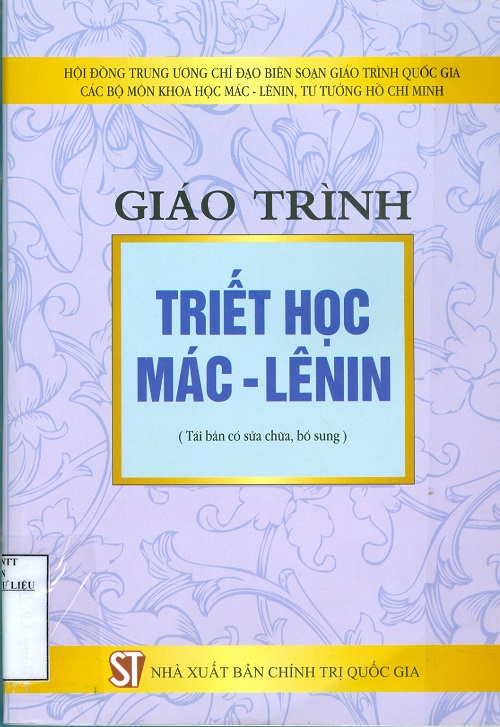 HỘI ĐỒNG TRUNG ƯƠNG CHỈ ĐẠO BIÊN SOẠN GIÁO TRÌNH QUỐC GIA
CÁC BỘ MÔN KHOA HỌC MÁC - LÊNIN, TƯ TƯỞNG HỒ CHÍ MINH
GIÁO TRÌNH
TRIẾT HỌC
MÁC - LÊNIN
( Tái bản có sửa chữa, bổ sung )
NTT
N
Ư LIỆU
ST NHÀ XUẤT BẢN CHÍNH TRỊ QUỐC GIA